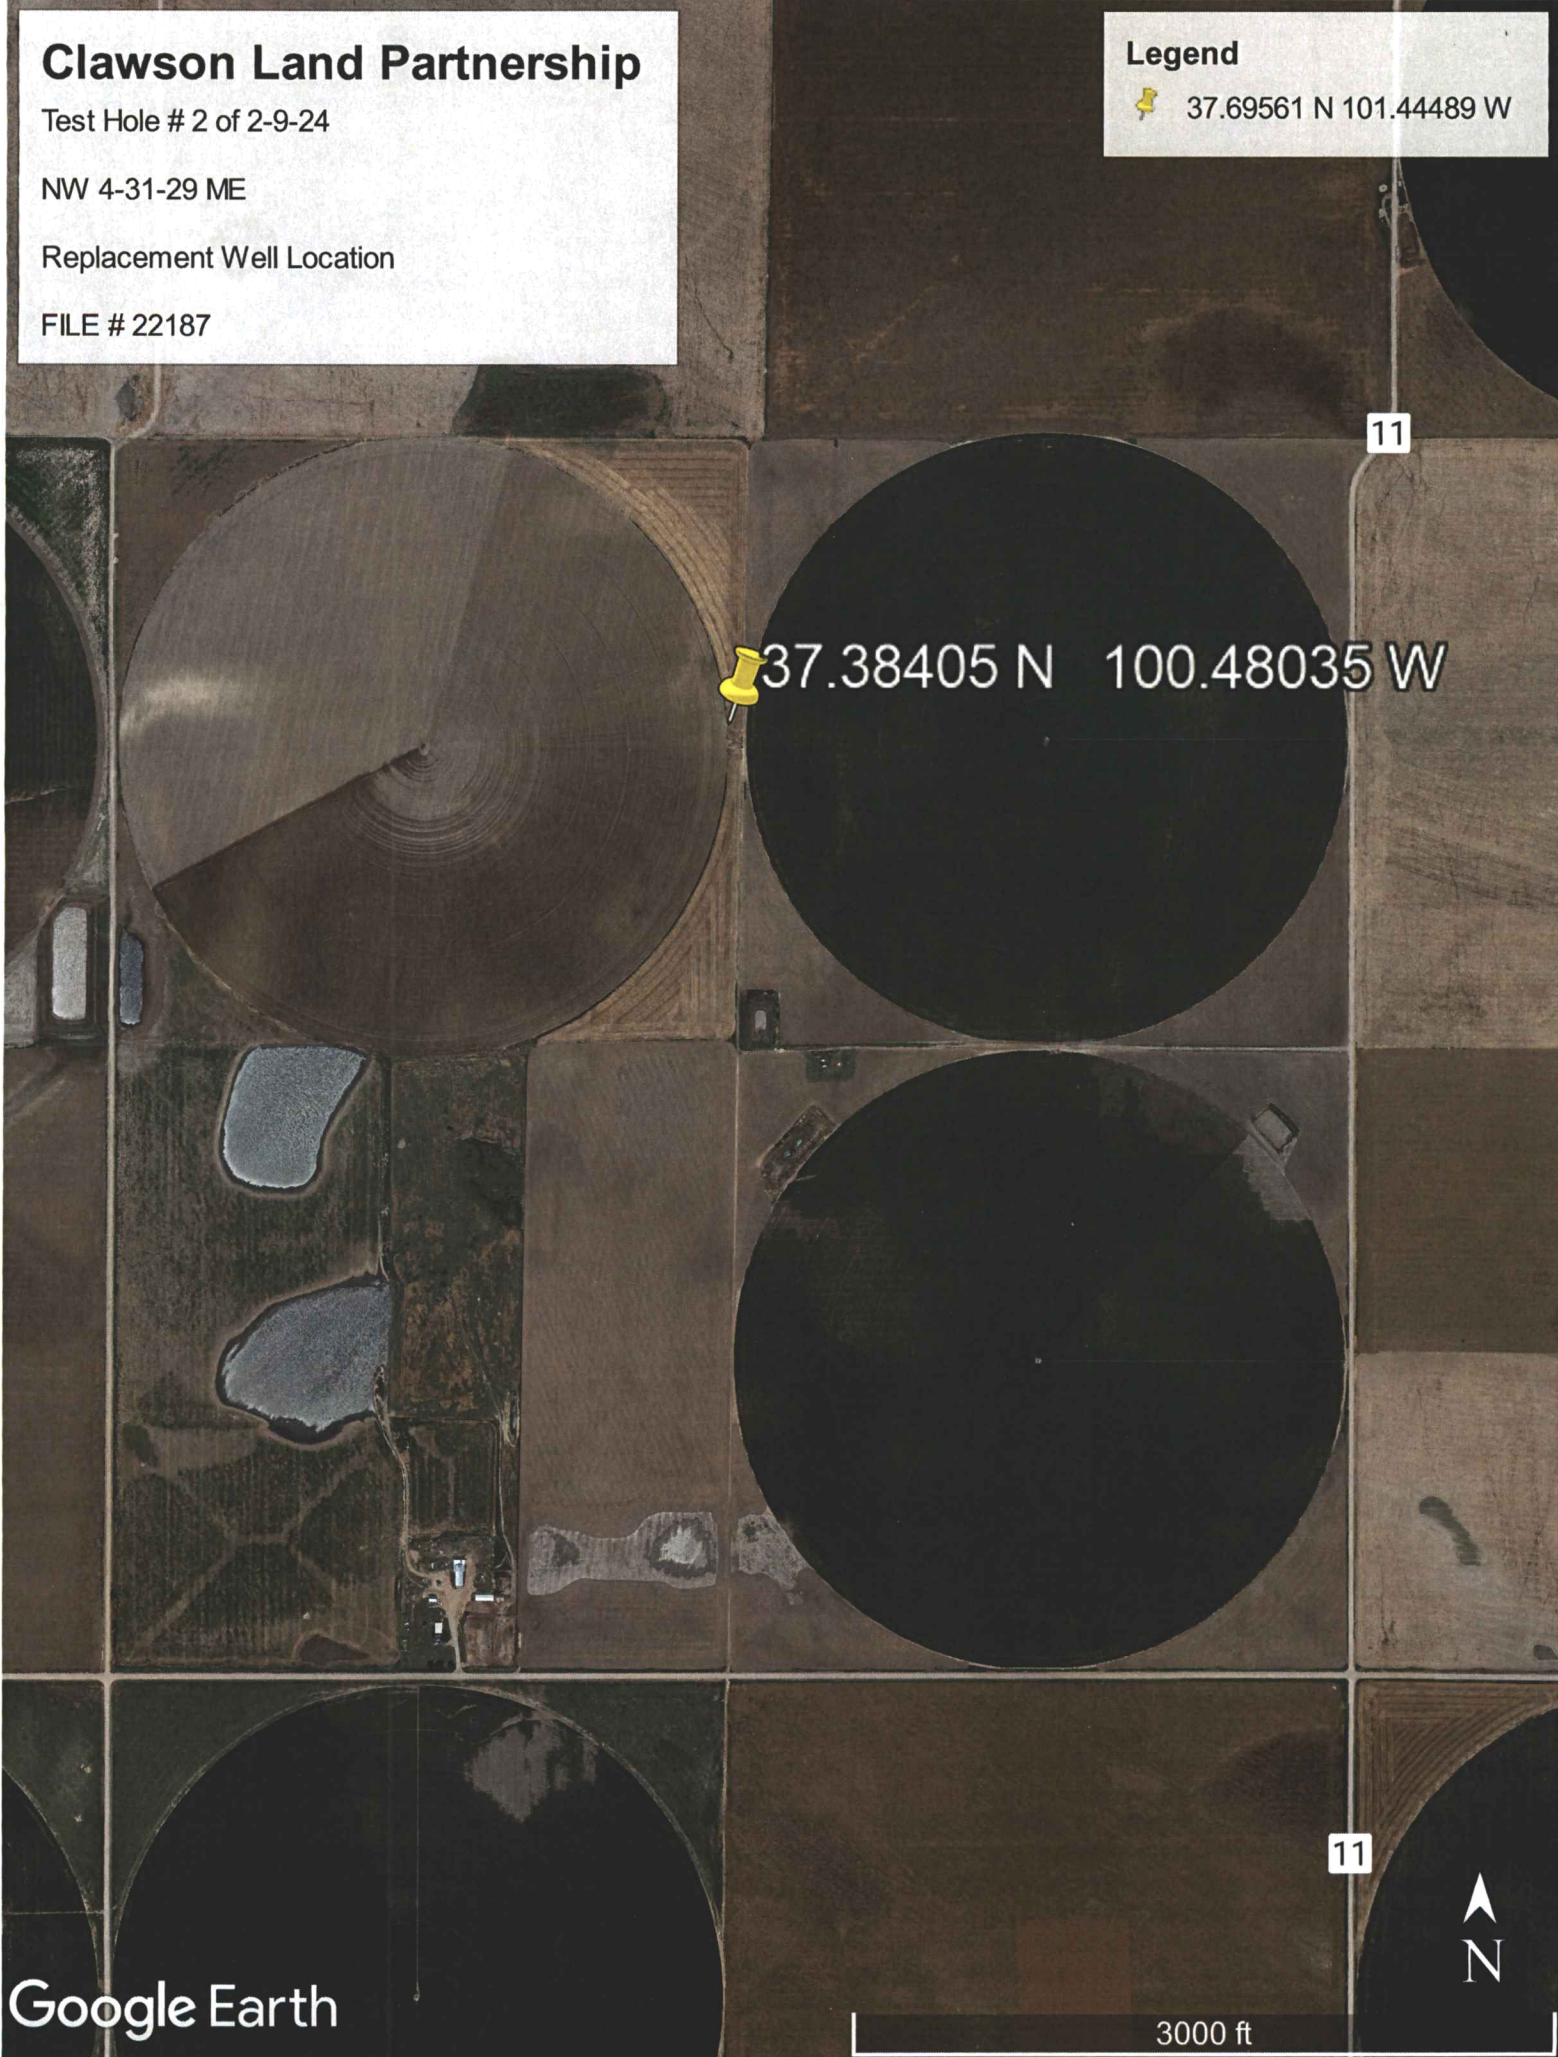 Clawson Land Partnership
Test Hole # 2 of 2-9-24
NW 4-31-29 ME
Replacement Well Location
FILE # 22187
Legend
37.69561 N 101.44489 W
11
37.38405 N 100.48035 W
11
N
Google Earth
3000 ft